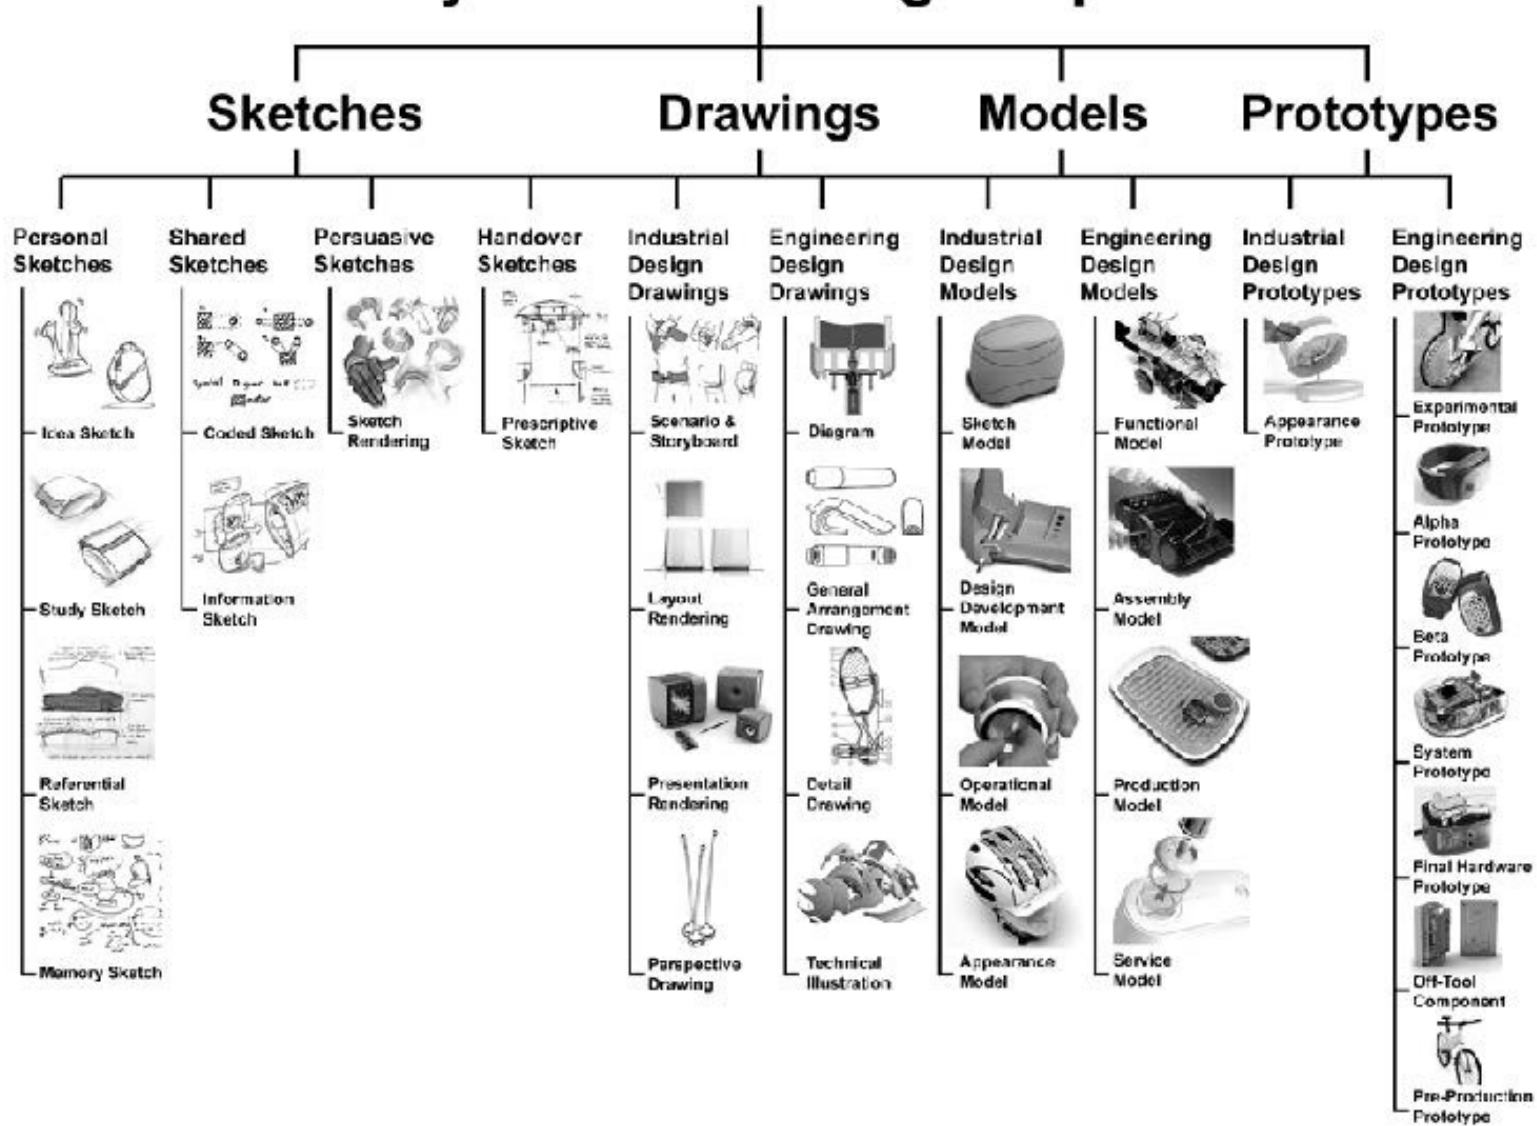 Sketches
Drawings
Models
Prototypes
Personal
Sketches
Idea Sketch
Study Sketch
Referential
Sketch
Memory Sketch
Shared
Sketches
Coded Sketch
Information
Sketch
Persuasive
Sketches
Sketch
Rendering
Handover
Sketches
Prescriptive
Sketch
Industrial
Design
Drawings
Scenario &
Storyboard
Layout
Rendering
Presentation
Rendering
Perspective
Drawing
Engineering
Design
Drawings
Diagram
General
Arrangement
Drawing
Detail
Drawing
Technical
Illustration
Industrial
Design
Models
Sketch
Model
Design
Development
Model
Operational
Model
Appearance
Model
Engineering
Design
Models
Functional
Model
Assembly
Model
Production
Model
Service
Model
Industrial
Design
Prototypes
Appearance
Prototype
Engineering
Design
Prototypes
Experimental
Prototype
Alpha
Prototype
Beta
Prototype
System
Prototype
Final Hardware
Prototype
Off-Tool
Component
Pre-Production
Prototype